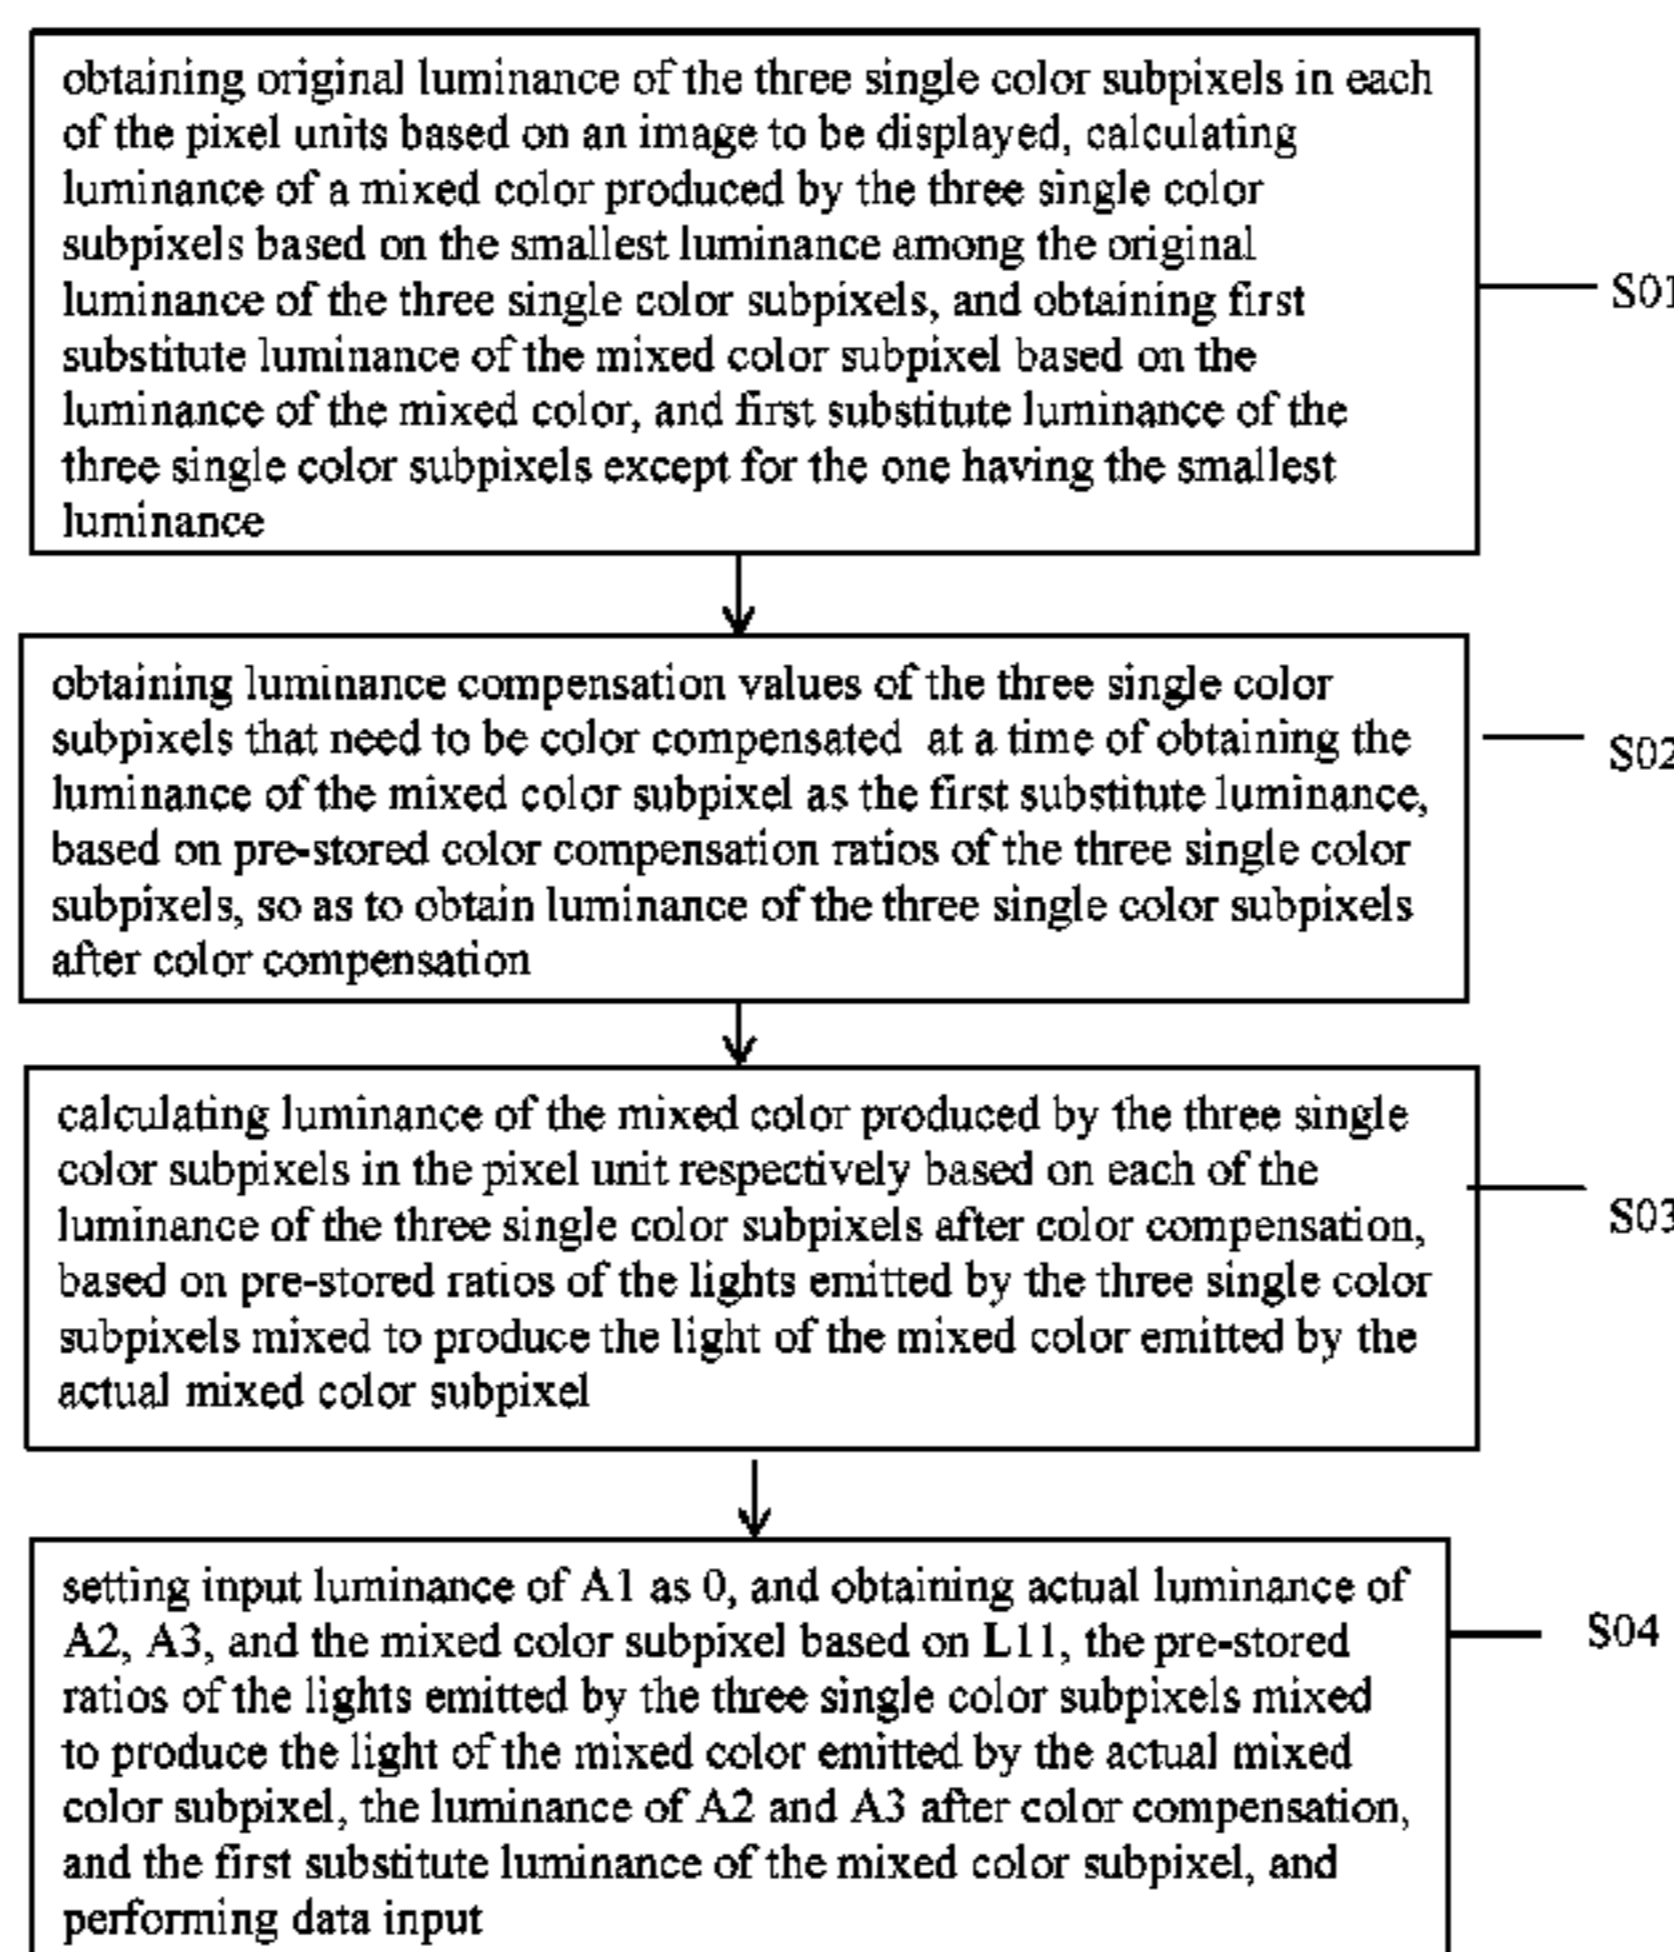 obtaining original luminance of the three single color subpixels in each
of the pixel units based on an image to be displayed, calculating
luminance of a mixed color produced by the three single color
subpixels based on the smallest luminance among the original
luminance of the three single color subpixels, and obtaining first
substitute luminance of the mixed color subpixel based on the
luminance of the mixed color, and first substitute luminance of the
three single color subpixels except for the one having the smallest
luminance
S01
obtaining luminance compensation values of the three single color
subpixels that need to be color compensated at a time of obtaining the
luminance of the mixed color subpixel as the first substitute luminance,
based on pre-stored color compensation ratios of the three single color
subpixels, so as to obtain luminance of the three single color subpixels
after color compensation
S02
calculating luminance of the mixed color produced by the three single
color subpixels in the pixel unit respectively based on each of the
luminance of the three single color subpixels after color compensation,
based on pre-stored ratios of the lights emitted by the three single color
subpixels mixed to produce the light of the mixed color emitted by the
actual mixed color subpixel
S03
setting input luminance of A1 as 0, and obtaining actual luminance of
A2, A3, and the mixed color subpixel based on L11, the pre-stored
ratios of the lights emitted by the three single color subpixels mixed
to produce the light of the mixed color emitted by the actual mixed
color subpixel, the luminance of A2 and A3 after color compensation,
and the first substitute luminance of the mixed color subpixel, and
performing data input
S04